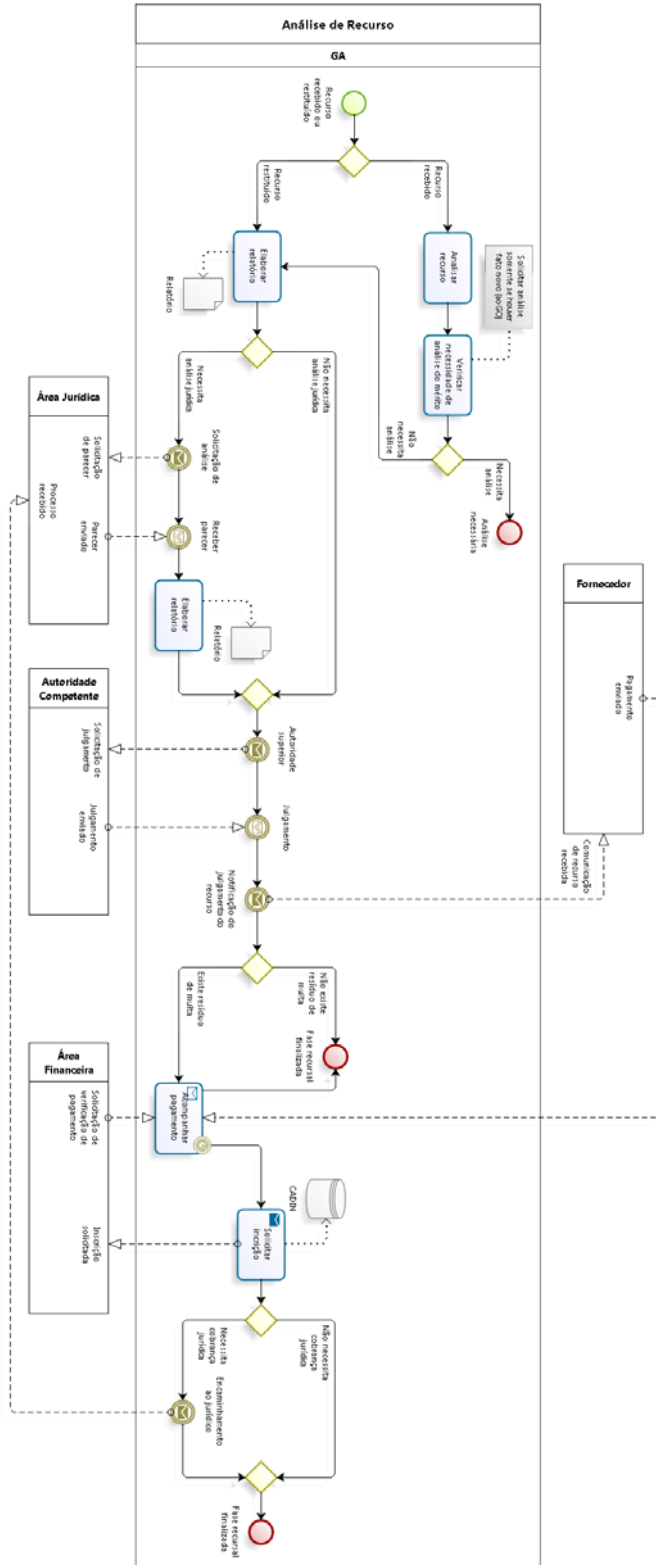 Análise de Recurso
GA
Recurso
recebido ou
restituído
Recurso
recebido
Recurso
restituído
Analisar
recurso
Solicitar análise
somente se houver
fato novo (ao GO)
Verificar
necessidade de
análise do mérito
Necessita
análise
Não
necessita
análise
Análise
necessária
Elaborar
relatório
Relatório
Não necessita
análise jurídica
Necessita
análise jurídica
Solicitação de
análise
Receber
parecer
Elaborar
relatório
Relatório
Área Jurídica
Solicitação
de parecer
Parecer
enviado
Processo
recebido
Fornecedor
Pagamento
enviado
Comunicação
de recurso
recebida
Autoridade
Competente
Solicitação de
julgamento
Julgamento
enviado
Autoridade
superior
Julgamento
Notificação do
julgamento do
recurso
Não existe
resíduo de
multa
Existe resíduo
de multa
Fase recursal
finalizada
Acompanhar
pagamento
Área
Financeira
Solicitação de
verificação de
pagamento
Inscrição
solicitada
CADIN
Solicitar
incrição
Não necessita
cobrança
jurídica
Necessita
cobrança
jurídica
Encaminhamento
ao jurídico
Fase recursal
finalizada